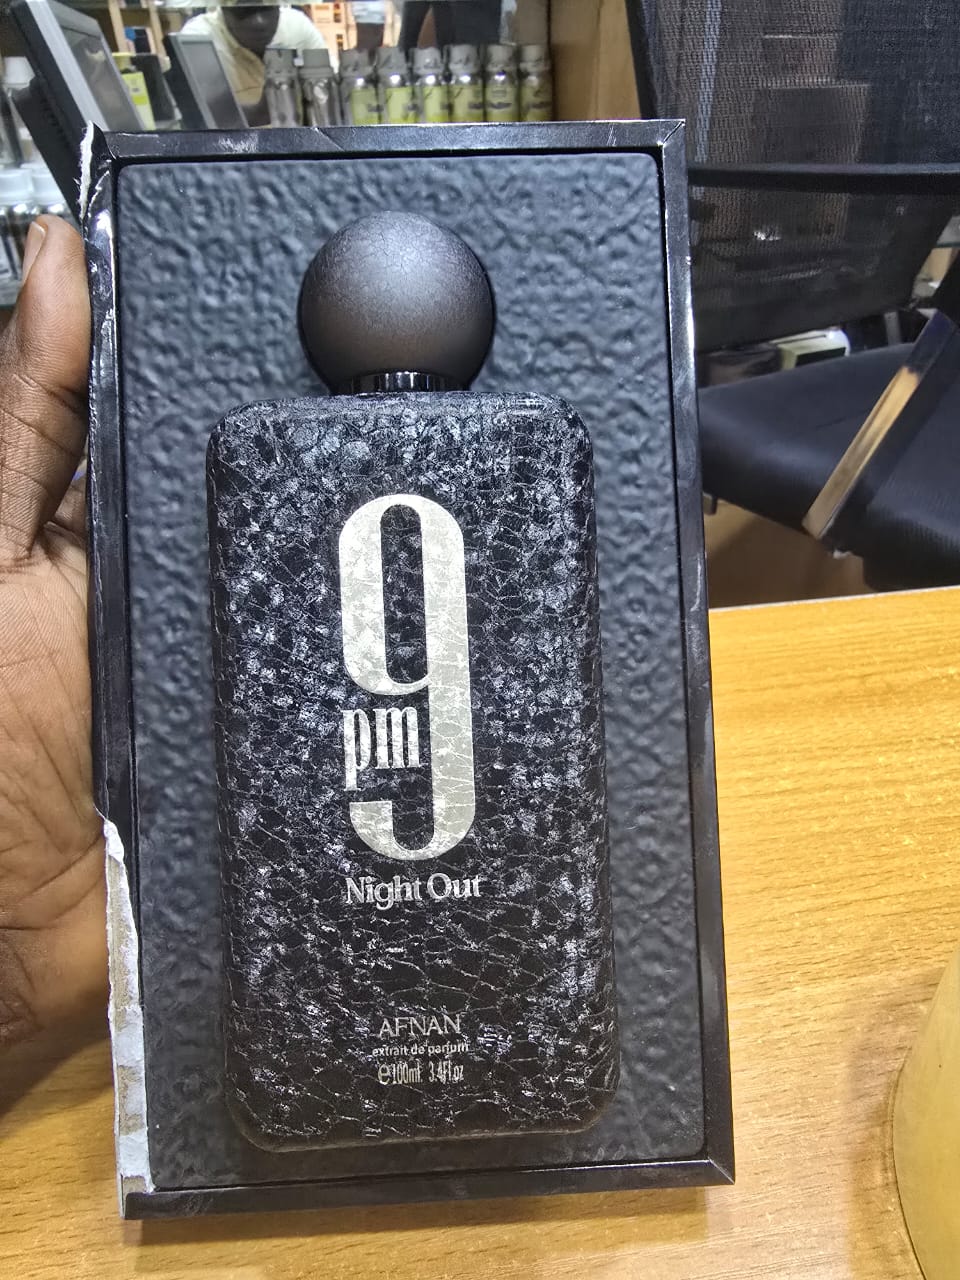 9
pm
Night Out
AFNAN
extrait de parfum
℮100ml 3.4Fl.oz